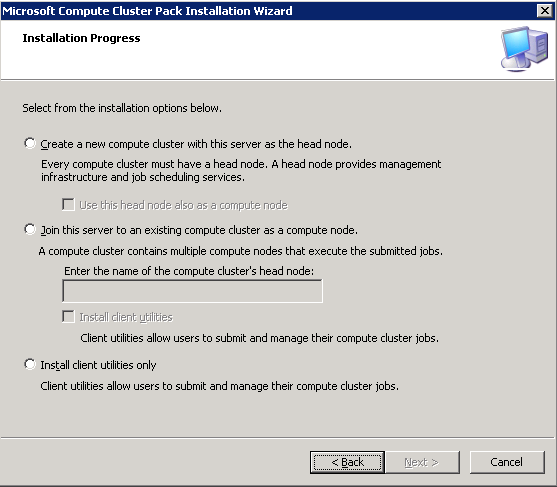 Microsoft Compute Cluster Pack Installation Wizard
Installation Progress
Select from the installation options below.
Create a new compute cluster with this server as the head node.
Every compute cluster must have a head node. A head node provides management
infrastructure and job scheduling services.
Use this head node also as a compute node
Join this server to an existing compute cluster as a compute node.
A compute cluster contains multiple compute nodes that execute the submitted jobs.
Enter the name of the compute cluster's head node:
Install client utilities
Client utilities allow users to submit and manage their compute cluster jobs.
Install client utilities only
Client utilities allow users to submit and manage their compute cluster jobs.
< Back Next > Cancel